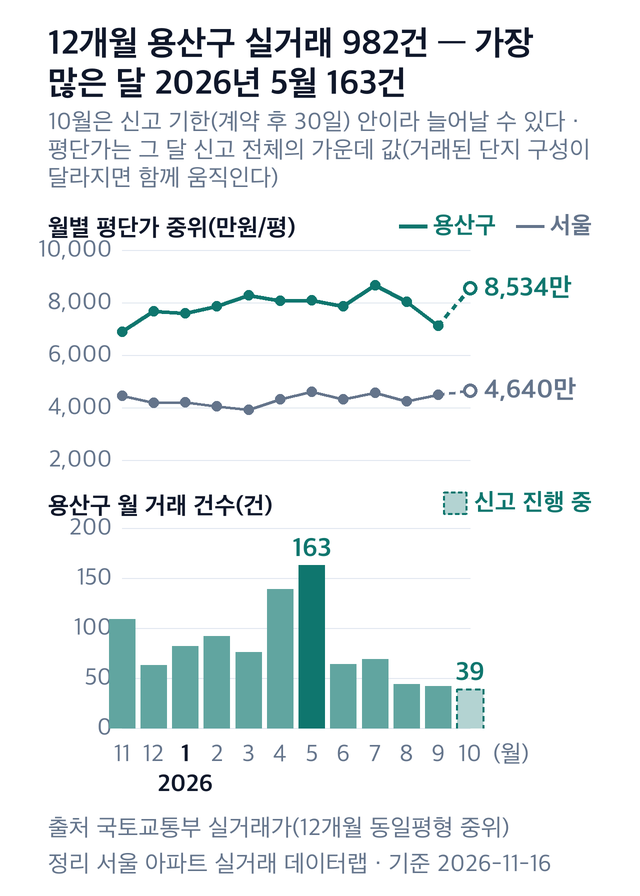 12개월 용산구 실거래 982건 — 가장
많은 달 2026년 5월 163건
10월은 신고 기한(계약 후 30일) 안이라 늘어날 수 있다 ·
평단가는 그 달 신고 전체의 가운데 값(거래된 단지 구성이
달라지면 함께 움직인다)
월별 평단가 중위(만원/평) 용산구 서울
10,000
8,000
6,000
4,000
2,000
8,534만
4,640만
용산구 월 거래 건수(건) 신고 진행 중
200
150
100
50
0
163
39
11 12 1 2 3 4 5 6 7 8 9 10 (월)
2026
출처 국토교통부 실거래가(12개월 동일평형 중위)
정리 서울 아파트 실거래 데이터랩 · 기준 2026-11-16